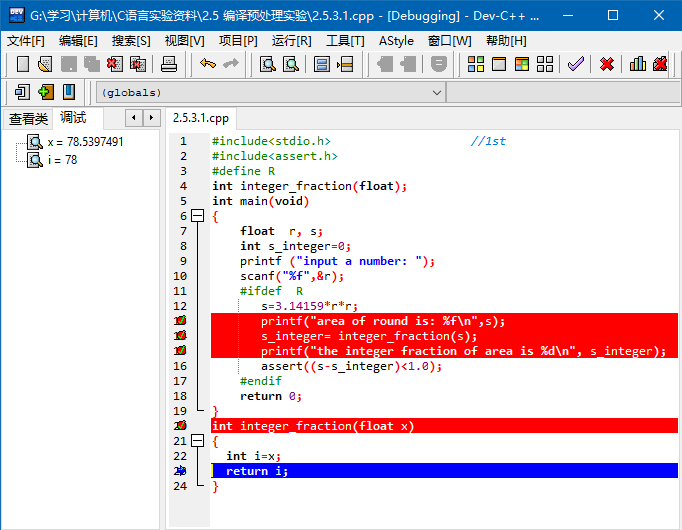 G:\学习\计算机\C语言实验资料\2.5 编译预处理实验\2.5.3.1.cpp - [Debugging] - Dev-C++ ...
文件[F] 编辑[E] 搜索[S] 视图[V] 项目[P] 运行[R] 工具[T] AStyle 窗口[W] 帮助[H]
(globals)
查看类 调试
x = 78.5397491
i = 78
2.5.3.1.cpp
1 #include<stdio.h> //1st
2 #include<assert.h>
3 #define R
4 int integer_fraction(float);
5 int main(void)
6 {
7 float  r, s;
8 int s_integer=0;
9 printf ("input a number: ");
10 scanf("%f",&r);
11 #ifdef  R
12 s=3.14159*r*r;
printf("area of round is: %f\n",s);
s_integer= integer_fraction(s);
printf("the integer fraction of area is %d\n", s_integer);
16 assert((s-s_integer)<1.0);
17 #endif
18 return 0;
19 }
int integer_fraction(float x)
21 {
22 int i=x;
return i;
24 }